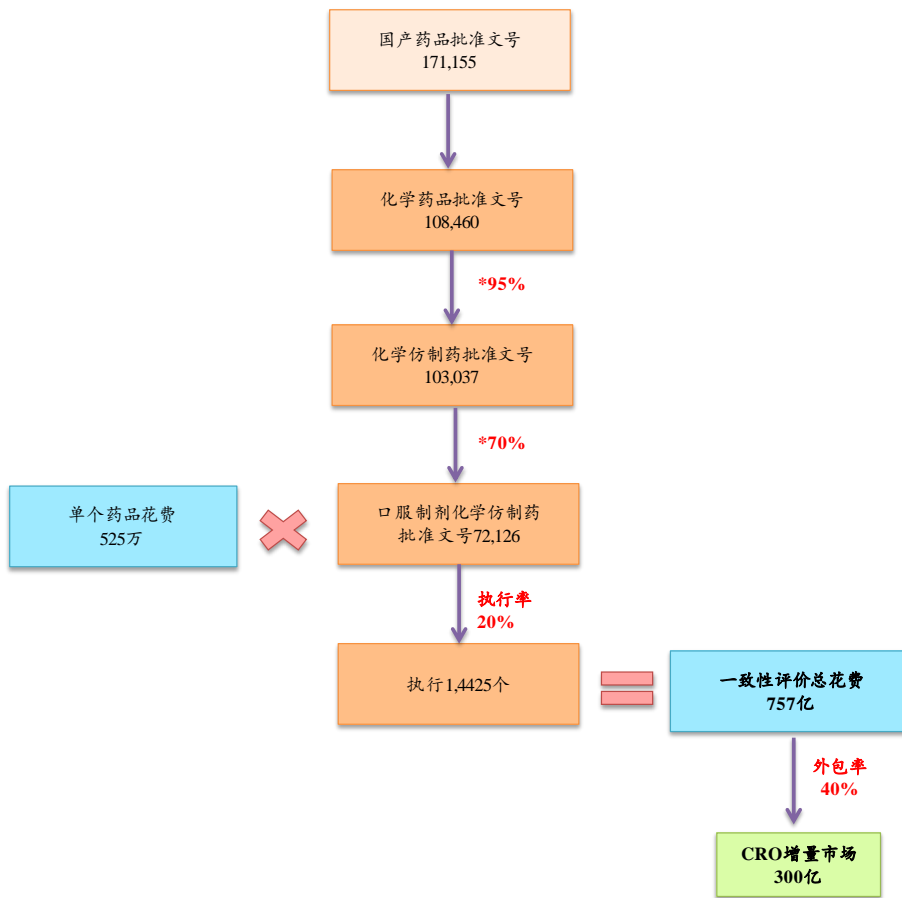 国产药品批准文号
171,155
化学药品批准文号
108,460
*95%
化学仿制药批准文号
103,037
*70%
单个药品花费
525万
口服制剂化学仿制药
批准文号72,126
执行率
20%
执行1,4425个
一致性评价总花费
757亿
外包率
40%
CRO增量市场
300亿